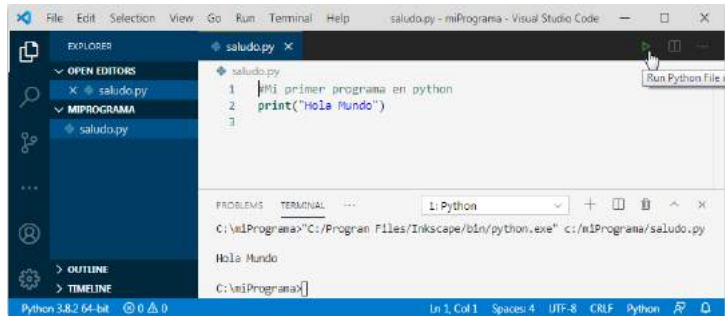 File Edit Selection View Go Run Terminal Help saludo.py - miPrograma - Visual Studio Code
EXPLORER
OPEN EDITORS
saludo.py
MIPROGRAMA
saludo.py
OUTLINE
TIMELINE
saludo.py
Run Python File
saludo.py
1 #Mi primer programa en python
2 print("Hola Mundo")
3
PROBLEMS TERMINAL ... 1: Python
C:\miPrograma>"C:/Program Files/Inkscape/bin/python.exe" c:/miPrograma/saludo.py
Hola Mundo
C:\miPrograma>
Python 3.8.2 64-bit 0 0 Ln 1, Col 1 Spaces: 4 UTF-8 CRLF Python